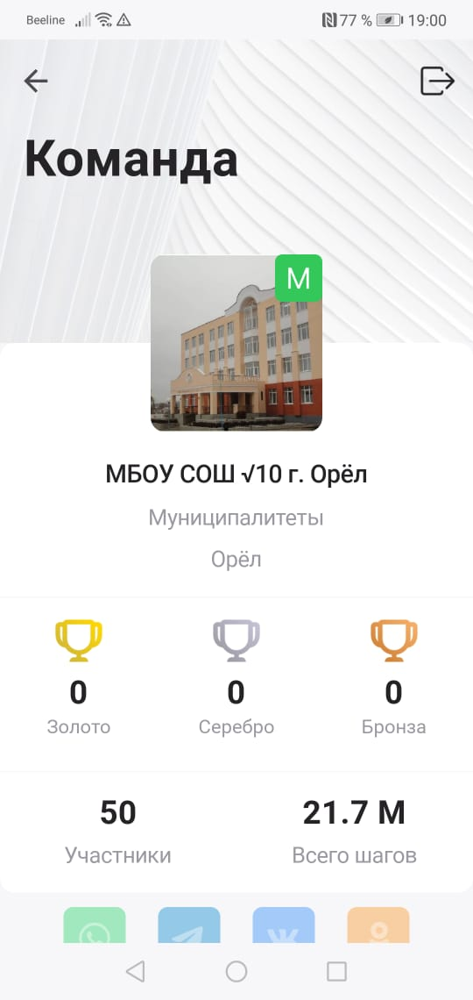 Beeline 77 % 19:00
Команда
М
МБОУ СОШ √10 г. Орёл
Муниципалитеты
Орёл
0 0 0
Золото Серебро Бронза
50 21.7 M
Участники Всего шагов